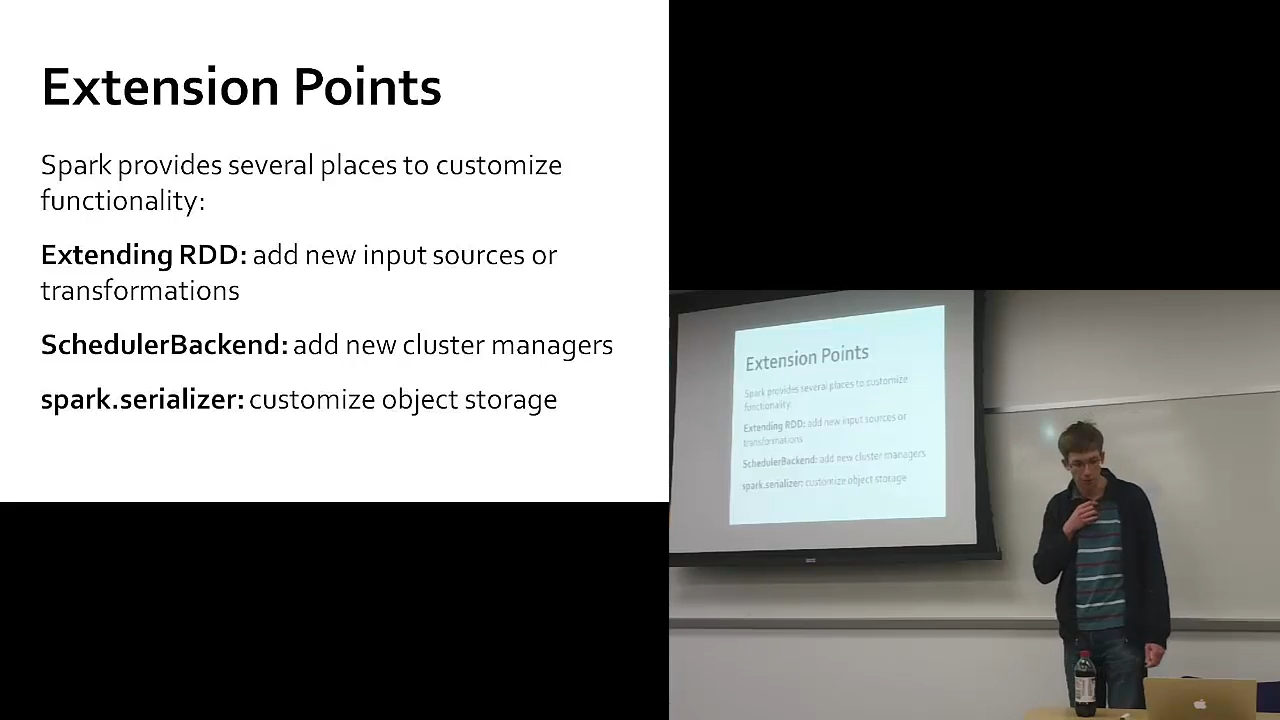 Extension Points
Spark provides several places to customize
functionality:
Extending RDD: add new input sources or
transformations
SchedulerBackend: add new cluster managers
spark.serializer: customize object storage
Extension Points
Spark provides several places to customize
functionality:
Extending RDD: add new input sources or
transformations
SchedulerBackend: add new cluster managers
spark.serializer: customize object storage